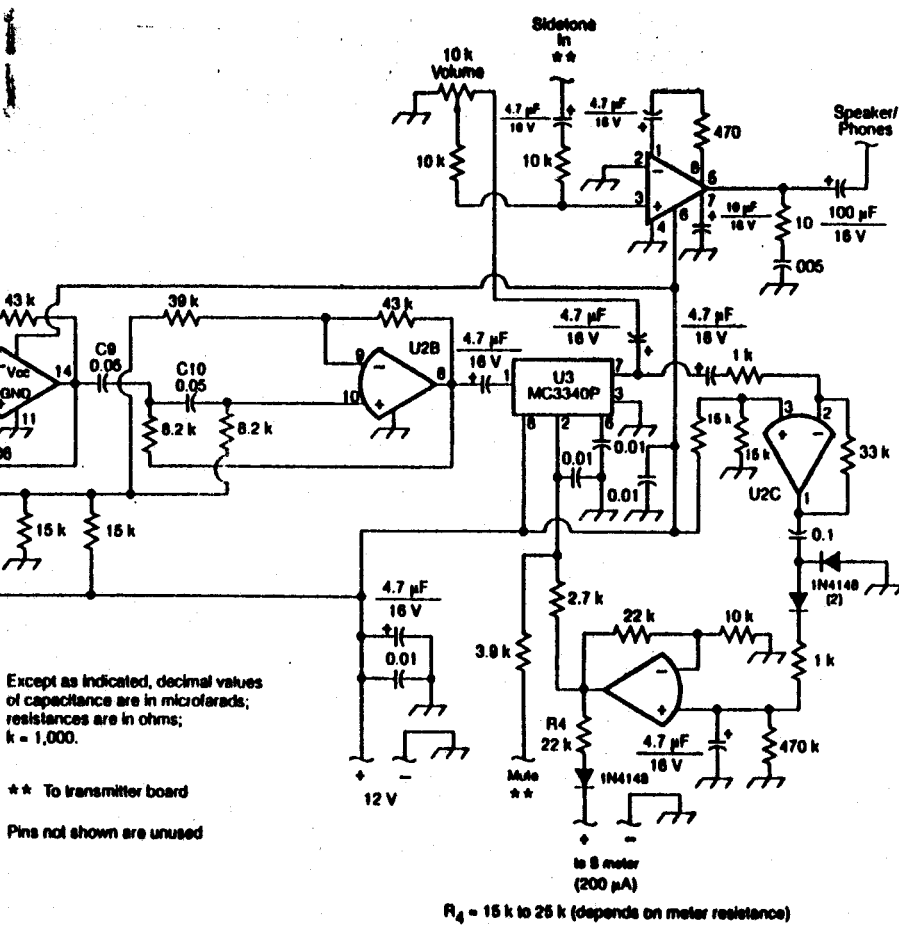 Sidetone
In
**
10 k
Volume
4.7 µF
16 V
4.7 µF
16 V
470
Speaker/
Phones
10 k
10 k
1
2
8
5
3
7
6
4
10 µF
16 V
10
100 µF
16 V
005
43 k
39 k
43 k
U2B
4.7 µF
16 V
4.7 µF
16 V
4.7 µF
16 V
1 k
Vcc
14
GND
11
C9
0.05
C10
0.05
9
10
8
1
U3
MC3340P
7
3
2
6
8.2 k
8.2 k
0.01
0.01
0.01
15 k
15 k
3
2
33 k
U2C
1
15 k
15 k
0.1
1N4148
(2)
4.7 µF
16 V
0.01
2.7 k
3.9 k
22 k
10 k
1 k
R4
22 k
4.7 µF
16 V
470 k
1N4148
Mute
**
12 V
to S meter
(200 µA)
Except as indicated, decimal values
of capacitance are in microfarads;
resistances are in ohms;
k = 1,000.
** To transmitter board
Pins not shown are unused
R4 = 15 k to 25 k (depends on meter resistance)